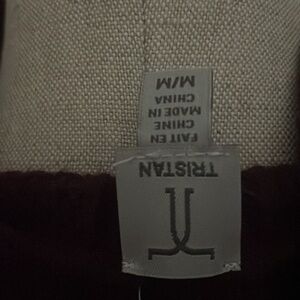 TRISTAN
FAIT EN
CHINE
MADE IN
CHINA
M/M